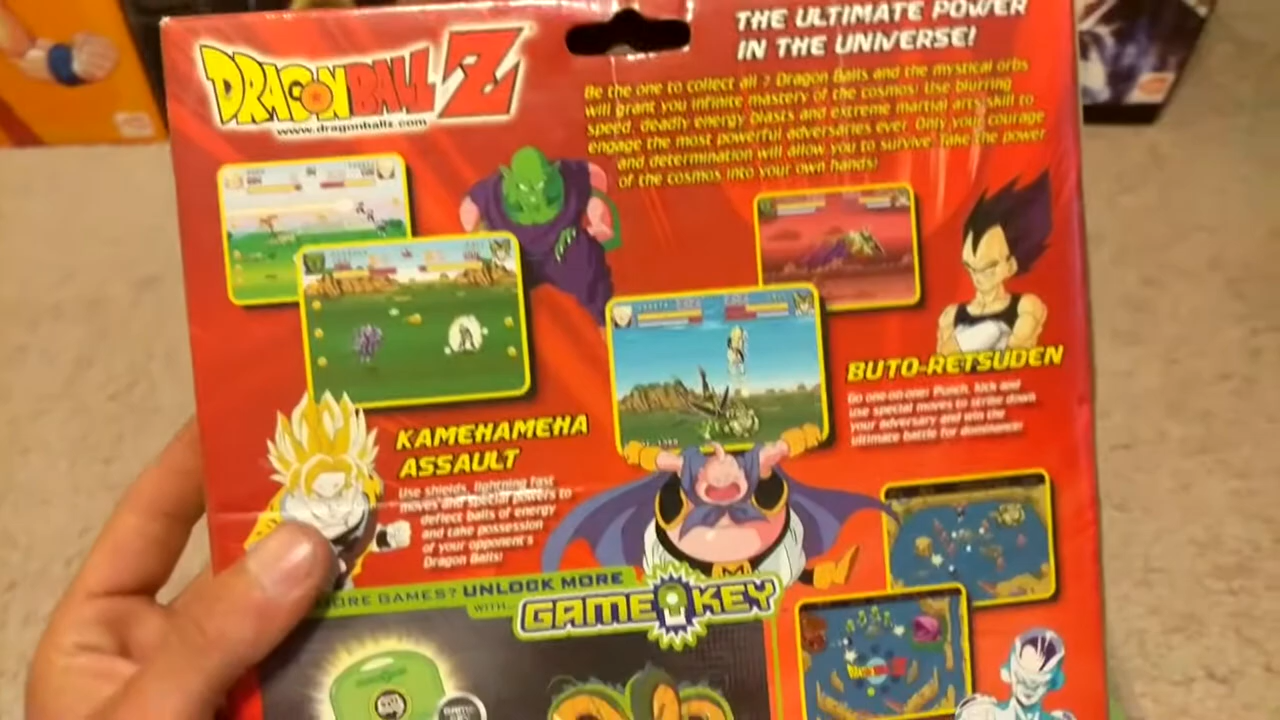 DRAGON BALL Z
www.dragonballz.com
THE ULTIMATE POWER
IN THE UNIVERSE!
Be the one to collect all 7 Dragon Balls and the mystical orbs
will grant you infinite mastery of the cosmos! Use blurring
speed, deadly energy blasts and extreme martial arts skill to
engage the most powerful adversaries ever. Only your courage
and determination will allow you to survive! Take the power
of the cosmos into your own hands!
KAMEHAMEHA
ASSAULT
Use shields, lightning fast
moves and special powers to
deflect balls of energy
and take possession
of your opponent's
Dragon Balls!
BUTO-RETSUDEN
Go one-on-one! Punch, kick and
use special moves to strike down
your adversary and win the
ultimate battle for dominance!
MORE GAMES? UNLOCK MORE
WITH...
GAMEKEY
DRAGON BALL Z